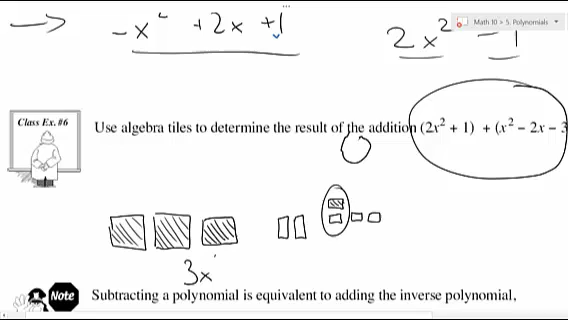 Math 10 > 5. Polynomials
→ -x² + 2x + 1
2x² - 1
Class Ex. #6
Use algebra tiles to determine the result of the addition (2x² + 1) + (x² - 2x - 3
3x
Note
Subtracting a polynomial is equivalent to adding the inverse polynomial,